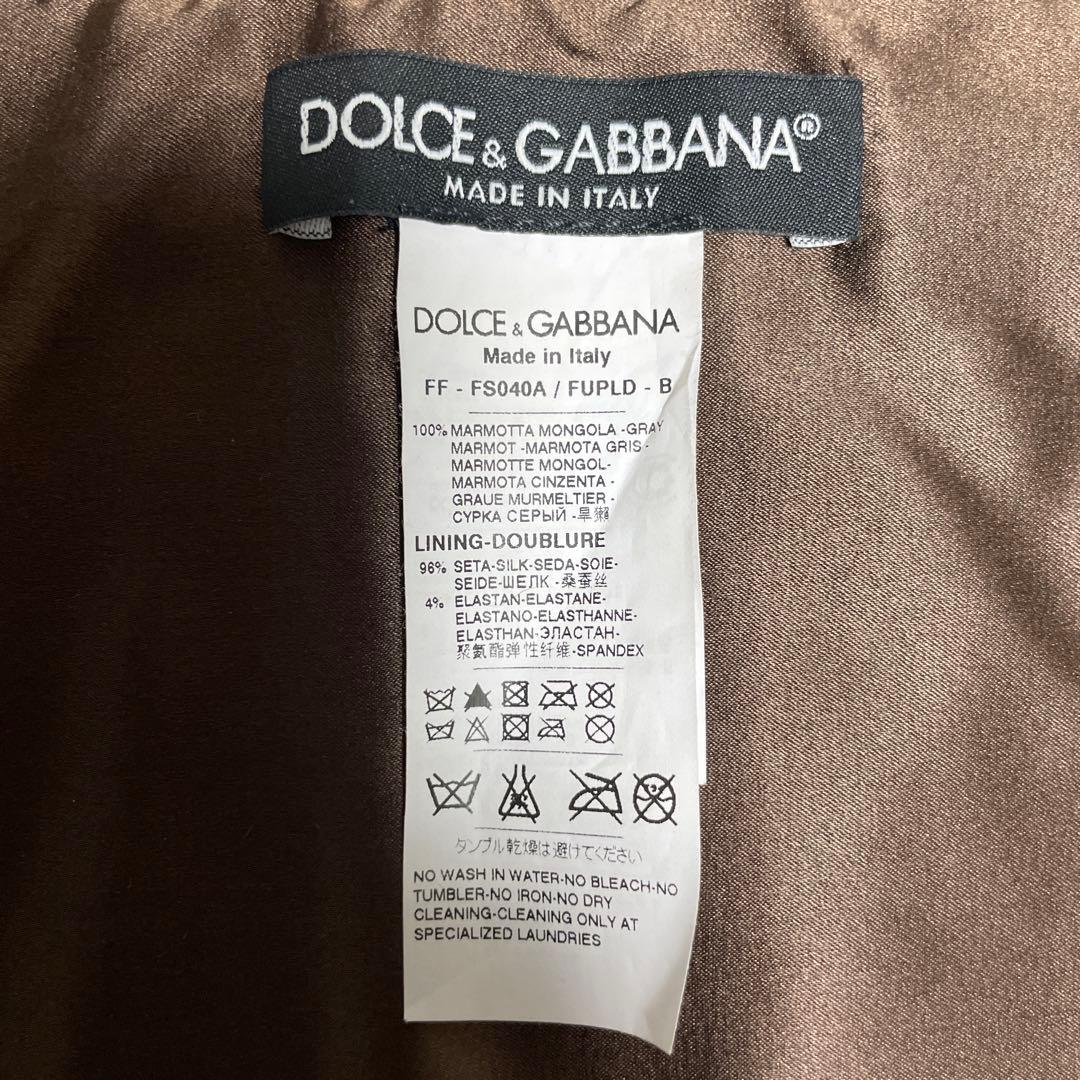 DOLCE & GABBANA®
MADE IN ITALY
DOLCE & GABBANA
Made in Italy
FF - FS040A / FUPLD - B
100% MARMOTTA MONGOLA -GRAY
MARMOT -MARMOTA GRIS -
MARMOTTE MONGOL-
MARMOTA CINZENTA -
GRAUE MURMELTIER -
СУРКА СЕРЫЙ -旱獭
LINING-DOUBLURE
96% SETA-SILK-SEDA-SOIE-
SEIDE-ШЕЛК -桑蚕丝
4% ELASTAN-ELASTANE-
ELASTANO-ELASTHANNE-
ELASTHAN-ЭЛАСТАН-
聚氨酯弹性纤维-SPANDEX
タンブル乾燥は避けてください
NO WASH IN WATER-NO BLEACH-NO
TUMBLER-NO IRON-NO DRY
CLEANING-CLEANING ONLY AT
SPECIALIZED LAUNDRIES